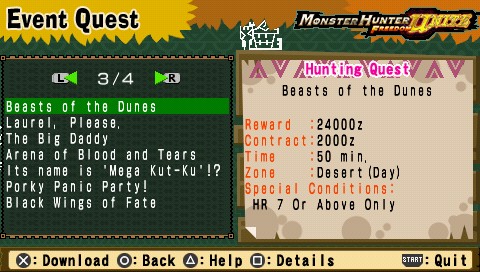 Event Quest
MONSTER HUNTER
FREEDOM UNITE
L 3/4 R
Beasts of the Dunes
Laurel, Please,
The Big Daddy
Arena of Blood and Tears
Its name is 'Mega Kut-Ku'!?
Porky Panic Party!
Black Wings of Fate
Hunting Quest
Beasts of the Dunes
Reward :24000z
Contract:2000z
Time :50 min,
Zone :Desert(Day)
Special Conditions:
HR 7 Or Above Only
: Download : Back : Help : Details START: Quit